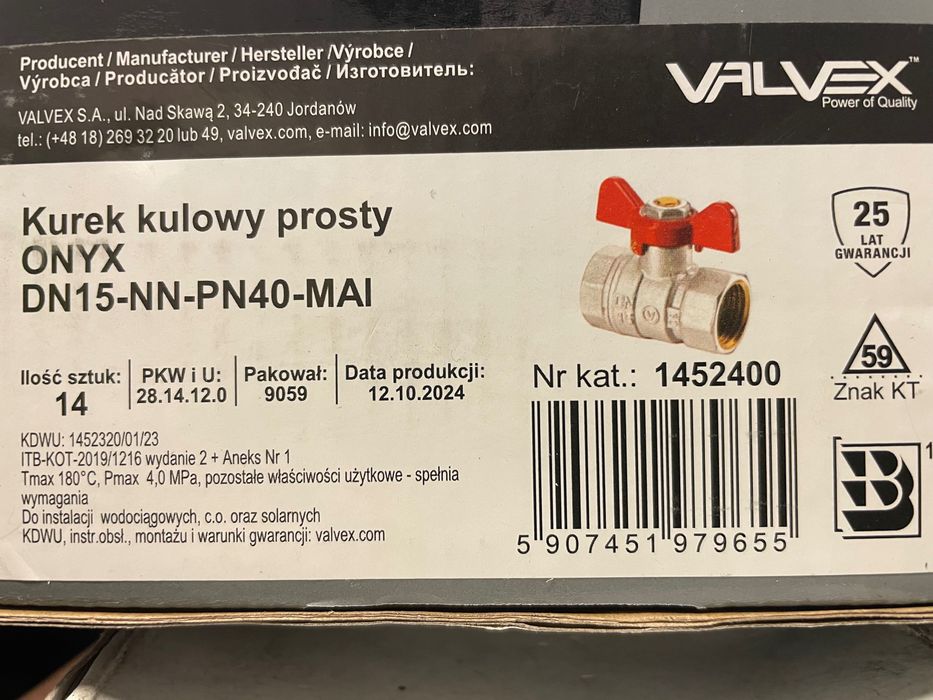 Producent / Manufacturer / Hersteller /Výrobce /
Výrobca / Producător / Proizvođač / Изготовитель:
VALVEX S.A., ul. Nad Skawą 2, 34-240 Jordanów
tel.: (+48 18) 269 32 20 lub 49, valvex.com, e-mail: info@valvex.com
VALVEX™
Power of Quality
Kurek kulowy prosty
ONYX
DN15-NN-PN40-MAI
25
LAT
GWARANCJI
59
Znak KT
Ilość sztuk:
14
PKW i U:
28.14.12.0
Pakował:
9059
Data produkcji:
12.10.2024
Nr kat.: 1452400
KDWU: 1452320/01/23
ITB-KOT-2019/1216 wydanie 2 + Aneks Nr 1
Tmax 180°C, Pmax 4,0 MPa, pozostałe właściwości użytkowe - spełnia
wymagania
Do instalacji wodociągowych, c.o. oraz solarnych
KDWU, instr.obsł., montażu i warunki gwarancji: valvex.com
5 907451 979655
B
1